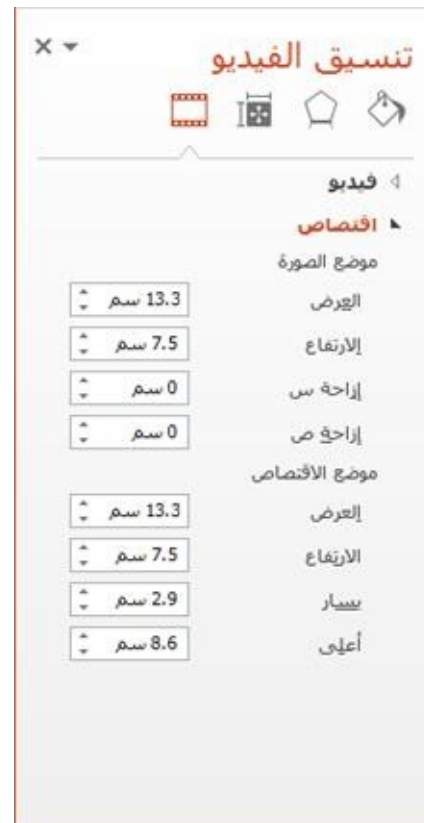 تنسيق الفيديو
فيديو
اقتصاص
موضع الصورة
العرض 13.3 سم
الارتفاع 7.5 سم
إزاحة س 0 سم
إزاحة ص 0 سم
موضع الاقتصاص
العرض 13.3 سم
الارتفاع 7.5 سم
يسار 2.9 سم
أعلى 8.6 سم